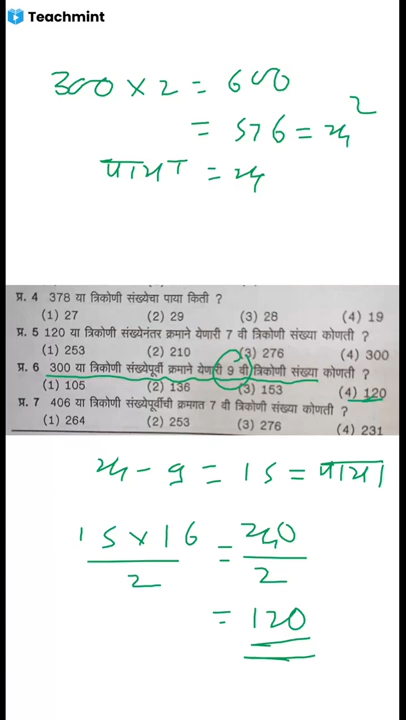 Teachmint
300 × 2 = 600
= 576 = 24²
पाया = 24
प्र. 4 378 या त्रिकोणी संख्येचा पाया किती ?
(1) 27 (2) 29 (3) 28 (4) 19
प्र. 5 120 या त्रिकोणी संख्येनंतर क्रमाने येणारी 7 वी त्रिकोणी संख्या कोणती ?
(1) 253 (2) 210 (3) 276 (4) 300
प्र. 6 300 या त्रिकोणी संख्येपूर्वी क्रमाने येणारी 9 वी त्रिकोणी संख्या कोणती ?
(1) 105 (2) 136 (3) 153 (4) 120
प्र. 7 406 या त्रिकोणी संख्येपूर्वीची क्रमागत 7 वी त्रिकोणी संख्या कोणती ?
(1) 264 (2) 253 (3) 276 (4) 231
24 - 9 = 15 = पाया
15 × 16 / 2 = 240 / 2
= 120